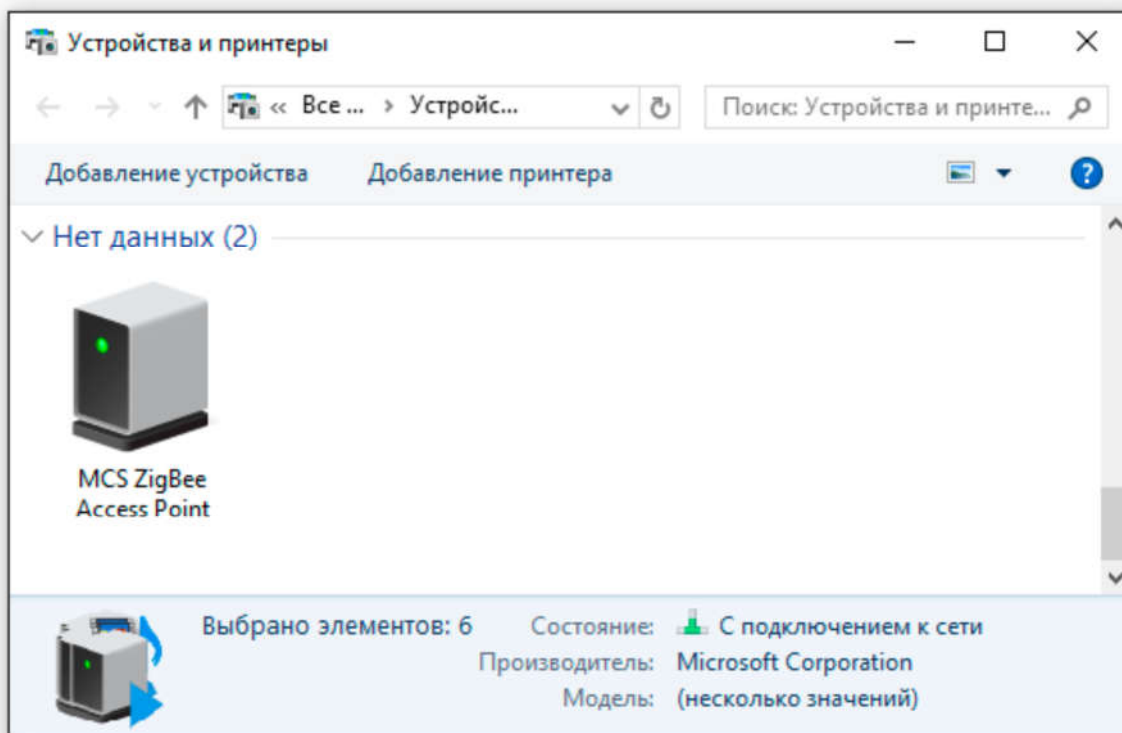 Устройства и принтеры
« Все ... › Устройс...
Поиск: Устройства и принте...
Добавление устройства Добавление принтера
?
Нет данных (2)
MCS ZigBee
Access Point
Выбрано элементов: 6 Состояние: С подключением к сети
Производитель: Microsoft Corporation
Модель: (несколько значений)